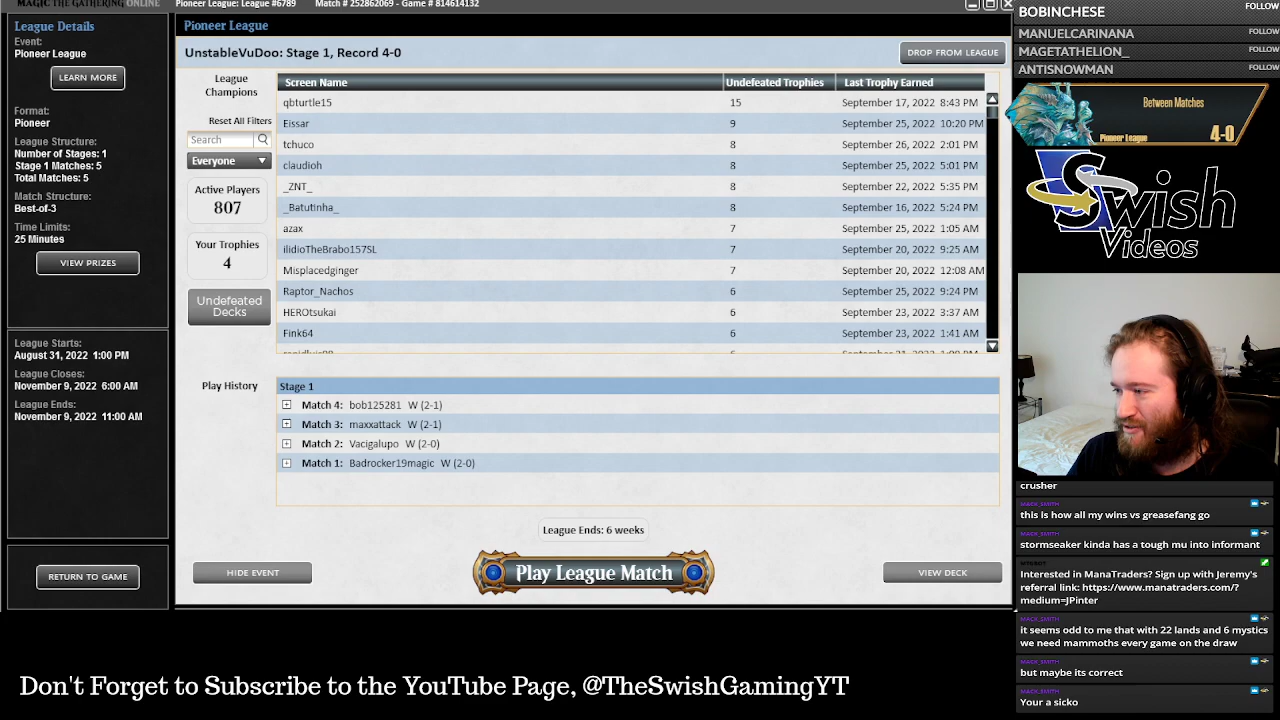 MAGIC THE GATHERING ONLINE
Pioneer League: League #6789
Match # 252862069 - Game # 814614132
League Details
Event:
Pioneer League
LEARN MORE
Format:
Pioneer
League Structure:
Number of Stages: 1
Stage 1 Matches: 5
Total Matches: 5
Match Structure:
Best-of-3
Time Limits:
25 Minutes
VIEW PRIZES
League Starts:
August 31, 2022 1:00 PM
League Closes:
November 9, 2022 6:00 AM
League Ends:
November 9, 2022 11:00 AM
RETURN TO GAME
Pioneer League
UnstableVuDoo: Stage 1, Record 4-0
DROP FROM LEAGUE
League Champions
Reset All Filters
Search
Everyone
Active Players
807
Your Trophies
4
Undefeated Decks
Screen Name Undefeated Trophies Last Trophy Earned
qbturtle15 15 September 17, 2022 8:43 PM
Eissar 9 September 25, 2022 10:20 PM
tchuco 8 September 26, 2022 2:01 PM
claudioh 8 September 25, 2022 5:01 PM
_ZNT_ 8 September 22, 2022 5:35 PM
_Batutinha_ 8 September 16, 2022 5:24 PM
azax 7 September 25, 2022 1:05 AM
ilidioTheBrabo157SL 7 September 20, 2022 9:25 AM
Misplacedginger 7 September 20, 2022 12:08 AM
Raptor_Nachos 6 September 25, 2022 9:24 PM
HEROtsukai 6 September 23, 2022 3:37 AM
Fink64 6 September 23, 2022 1:41 AM
Play History
Stage 1
Match 4: bob125281 W (2-1)
Match 3: maxxattack W (2-1)
Match 2: Vacigalupo W (2-0)
Match 1: Badrocker19magic W (2-0)
League Ends: 6 weeks
HIDE EVENT
Play League Match
VIEW DECK
BOBINCHESE FOLLOW
MANUELCARINANA FOLLOW
MAGETATHELION_ FOLLOW
ANTISNOWMAN FOLLOW
Between Matches
Pioneer League 4-0
Swish
Videos
crusher
MACK_SMITH
this is how all my wins vs greasefang go
MACK_SMITH
stormseaker kinda has a tough mu into informant
Interested in ManaTraders? Sign up with Jeremy's
referral link: https://www.manatraders.com/?
medium=JPinter
MACK_SMITH
it seems odd to me that with 22 lands and 6 mystics
we need mammoths every game on the draw
MACK_SMITH
but maybe its correct
MACK_SMITH
Your a sicko
Don't Forget to Subscribe to the YouTube Page, @TheSwishGamingYT